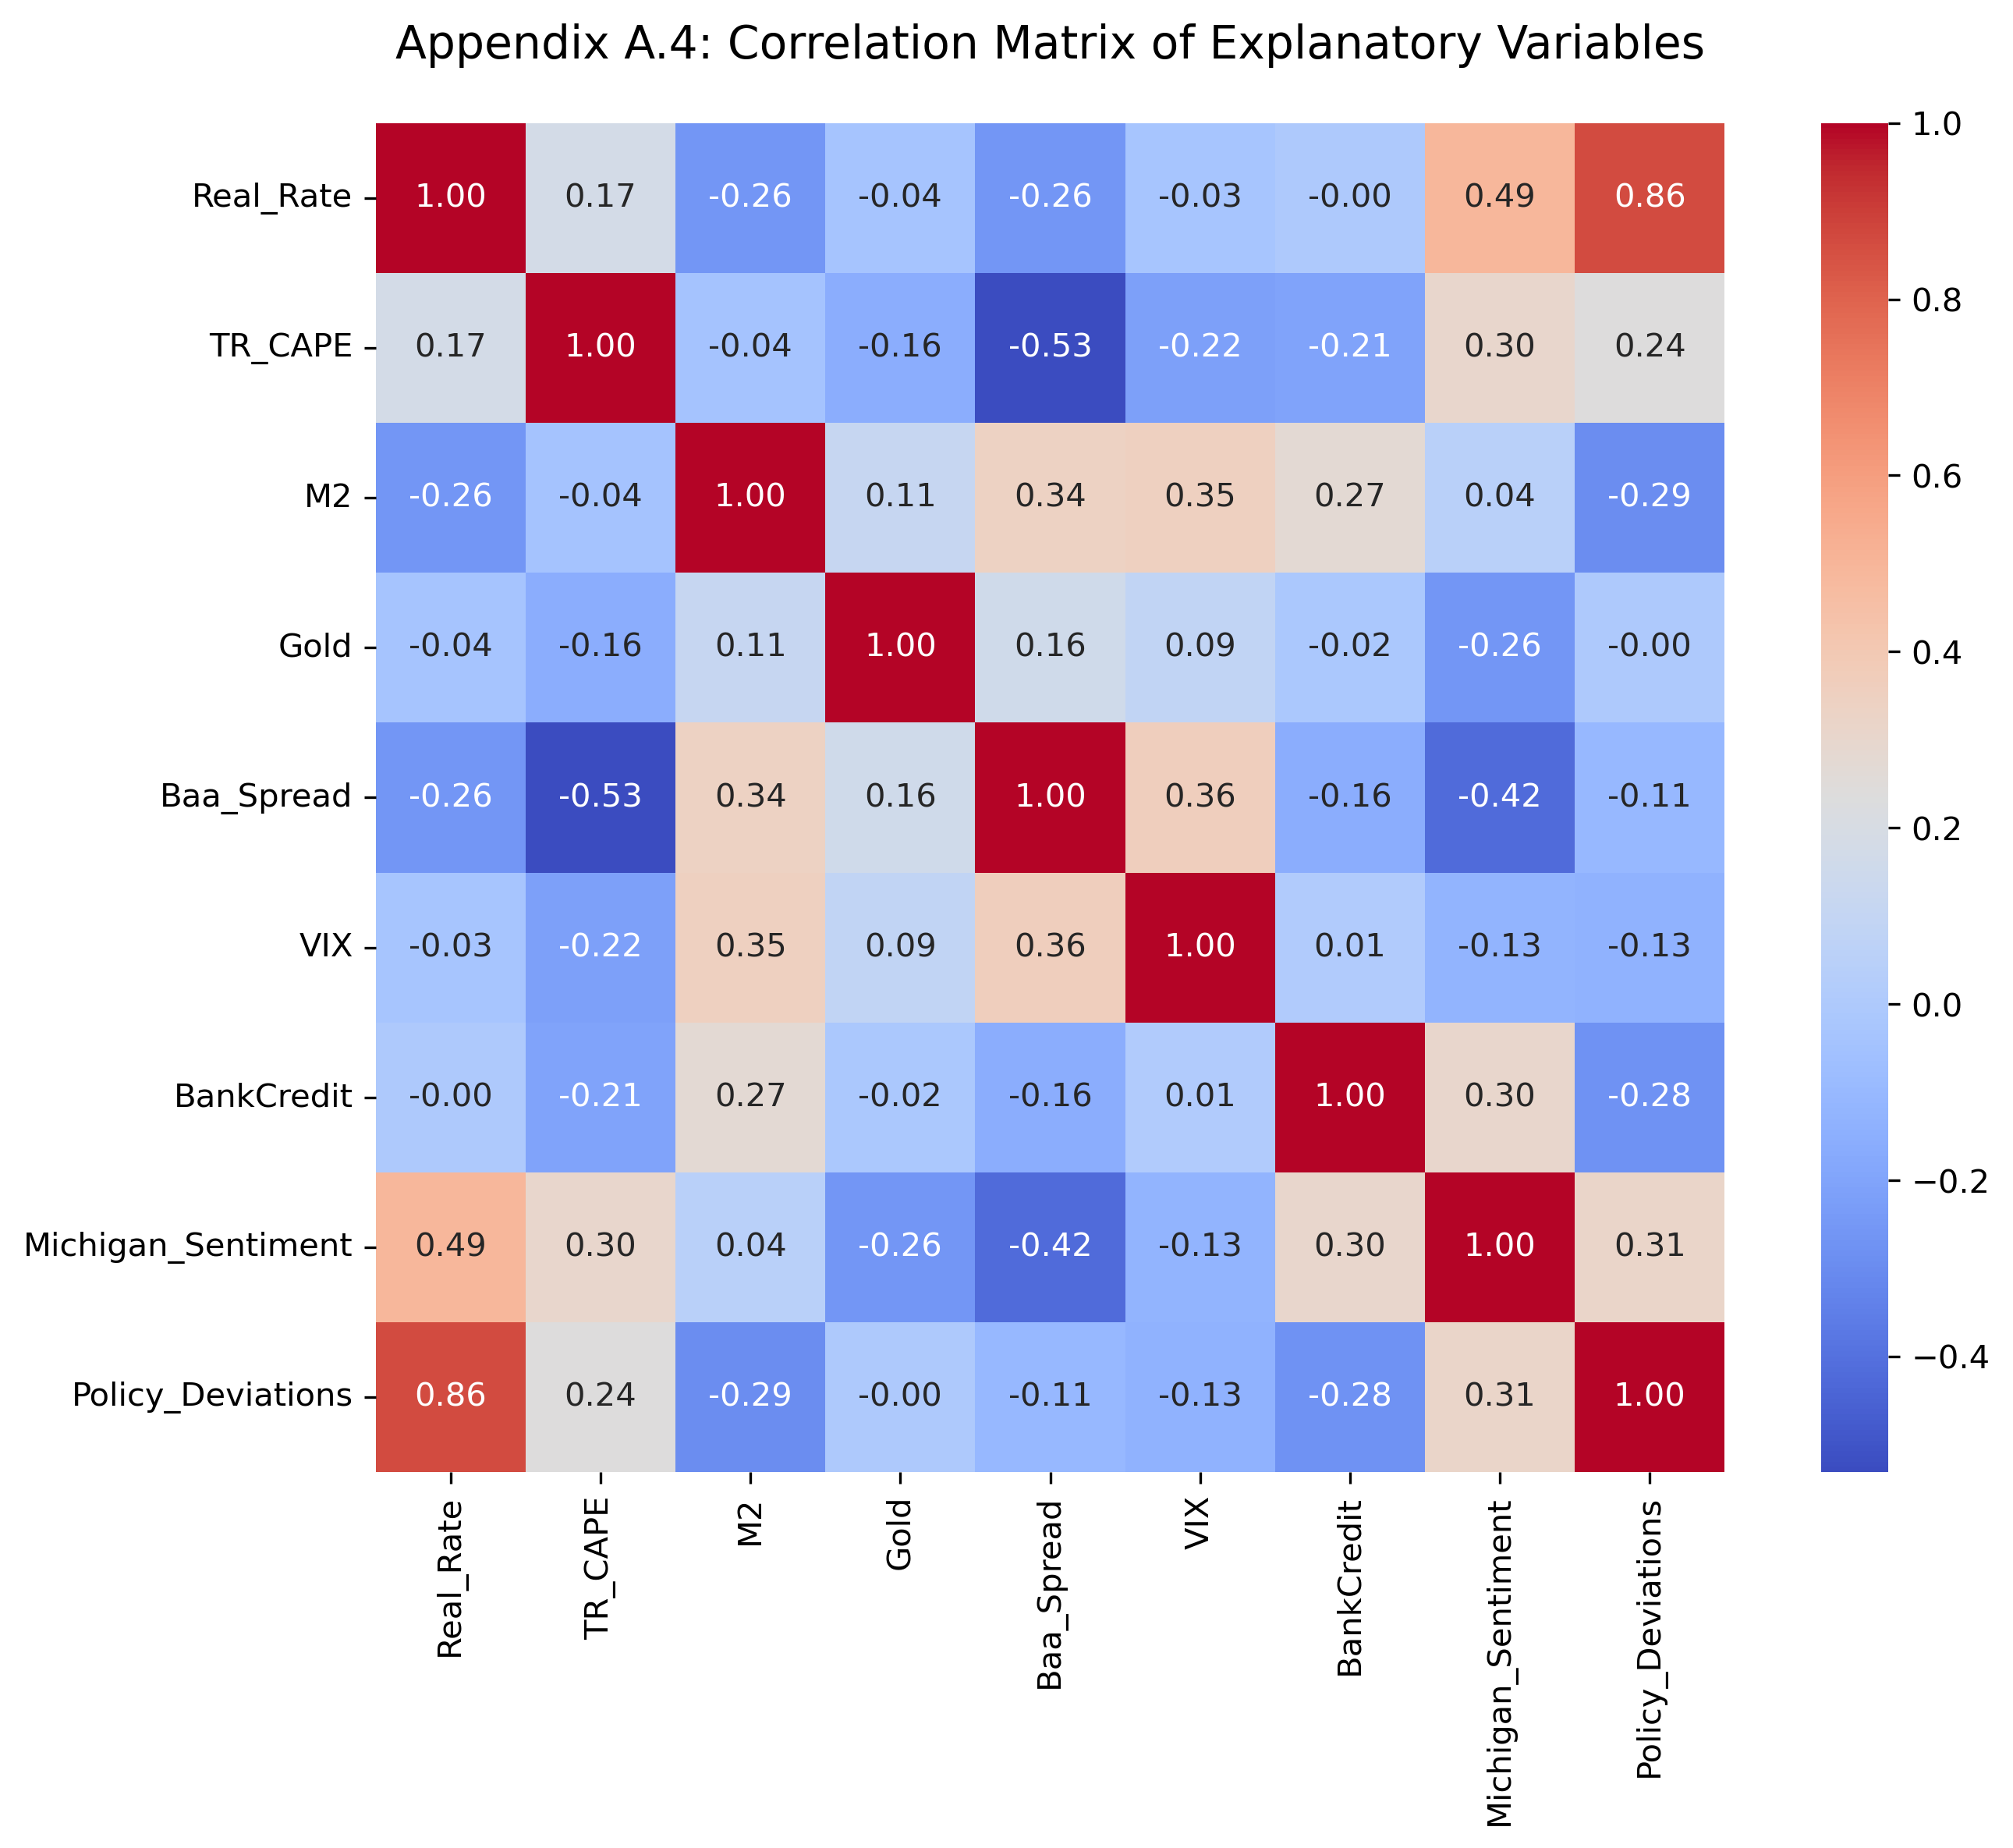 Appendix A.4: Correlation Matrix of Explanatory Variables
Real_Rate 1.00 0.17 -0.26 -0.04 -0.26 -0.03 -0.00 0.49 0.86
TR_CAPE 0.17 1.00 -0.04 -0.16 -0.53 -0.22 -0.21 0.30 0.24
M2 -0.26 -0.04 1.00 0.11 0.34 0.35 0.27 0.04 -0.29
Gold -0.04 -0.16 0.11 1.00 0.16 0.09 -0.02 -0.26 -0.00
Baa_Spread -0.26 -0.53 0.34 0.16 1.00 0.36 -0.16 -0.42 -0.11
VIX -0.03 -0.22 0.35 0.09 0.36 1.00 0.01 -0.13 -0.13
BankCredit -0.00 -0.21 0.27 -0.02 -0.16 0.01 1.00 0.30 -0.28
Michigan_Sentiment 0.49 0.30 0.04 -0.26 -0.42 -0.13 0.30 1.00 0.31
Policy_Deviations 0.86 0.24 -0.29 -0.00 -0.11 -0.13 -0.28 0.31 1.00
Real_Rate
TR_CAPE
M2
Gold
Baa_Spread
VIX
BankCredit
Michigan_Sentiment
Policy_Deviations
1.0
0.8
0.6
0.4
0.2
0.0
−0.2
−0.4